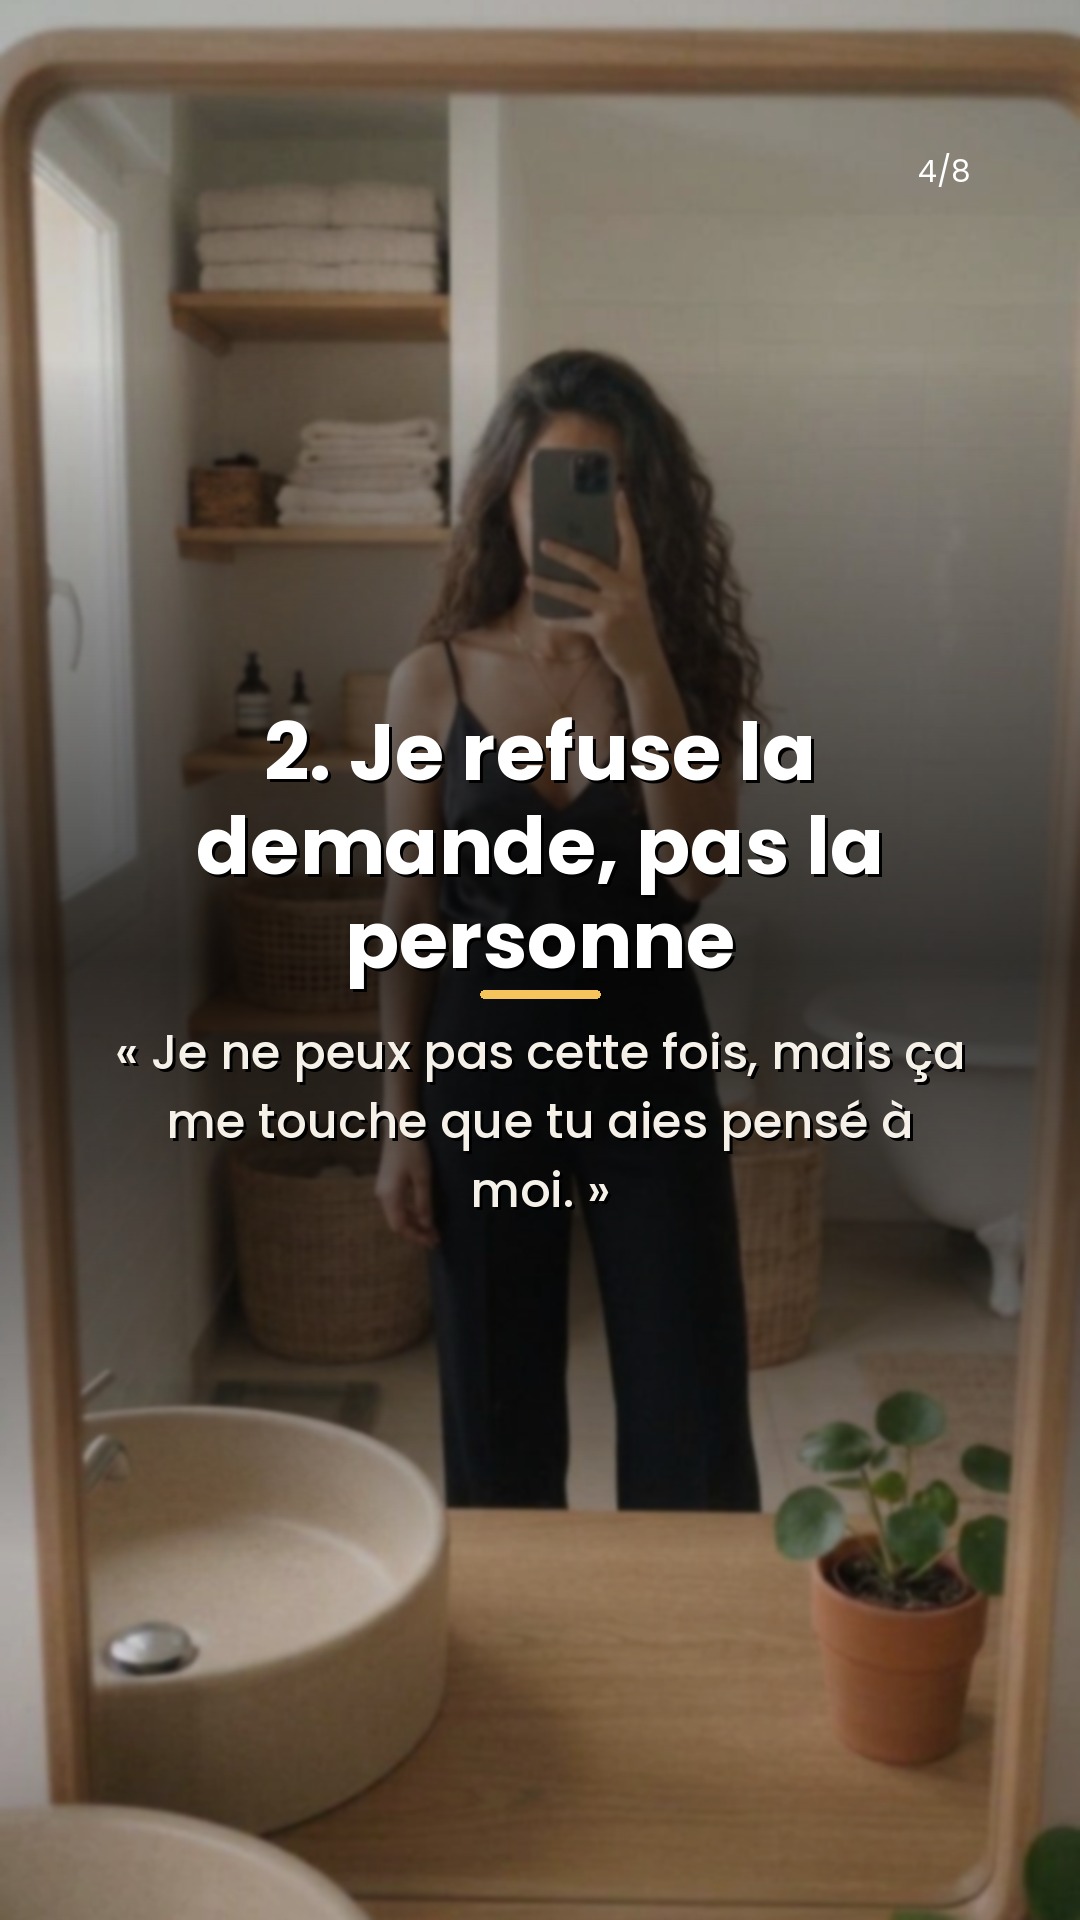 4/8
2. Je refuse la
demande, pas la
personne
« Je ne peux pas cette fois, mais ça
me touche que tu aies pensé à
moi. »